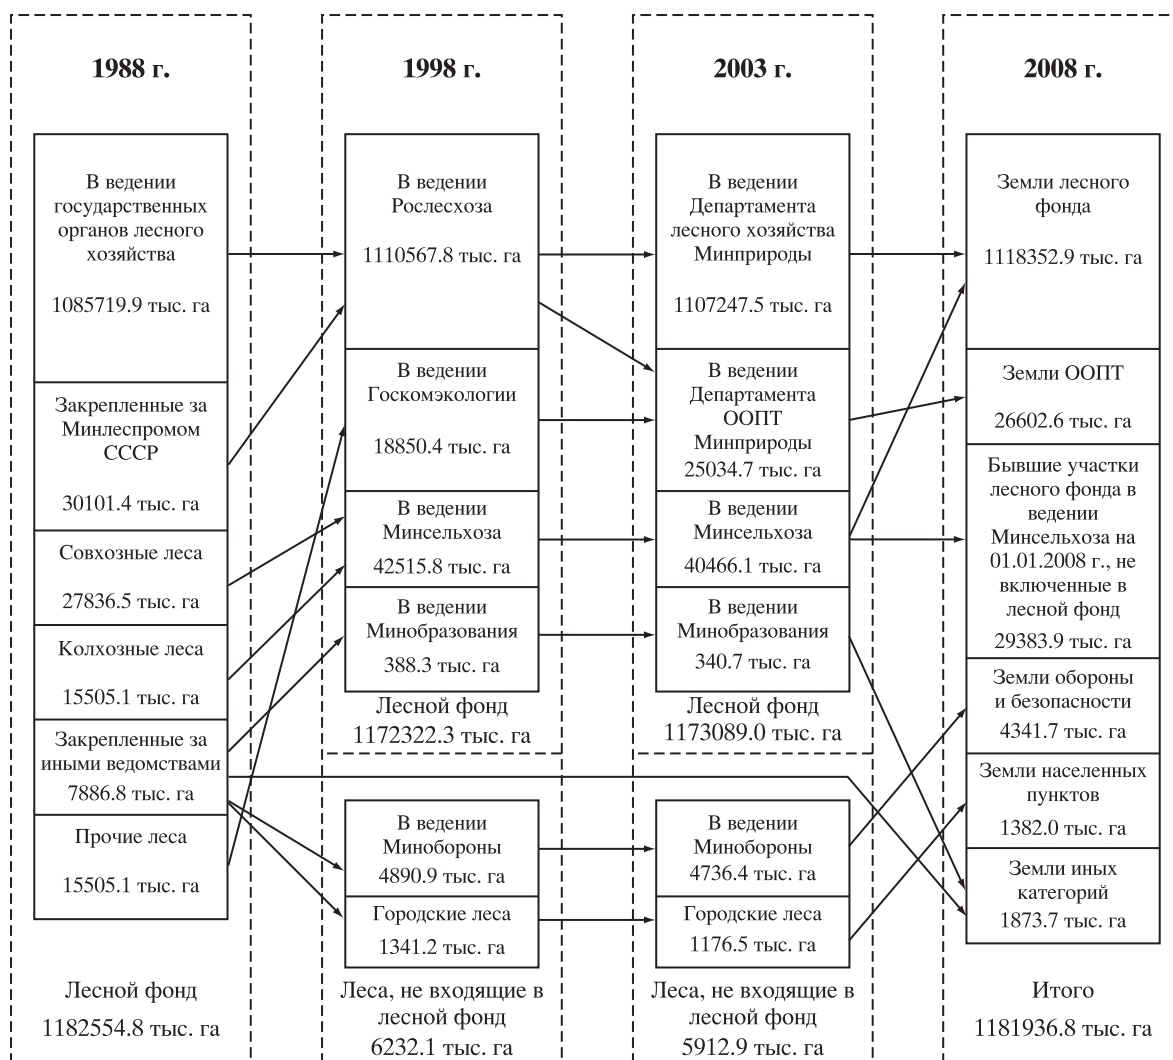 1988 г.
В ведении
государственных
органов лесного
хозяйства
1085719.9 тыс. га
Закрепленные за
Минлеспромом
СССР
30101.4 тыс. га
Совхозные леса
27836.5 тыс. га
Колхозные леса
15505.1 тыс. га
Закрепленные за
иными ведомствами
7886.8 тыс. га
Прочие леса
15505.1 тыс. га
Лесной фонд
1182554.8 тыс. га
1998 г.
В ведении
Рослесхоза
1110567.8 тыс. га
В ведении
Госкомэкологии
18850.4 тыс. га
В ведении
Минсельхоза
42515.8 тыс. га
В ведении
Минобразования
388.3 тыс. га
Лесной фонд
1172322.3 тыс. га
В ведении
Минобороны
4890.9 тыс. га
Городские леса
1341.2 тыс. га
Леса, не входящие в
лесной фонд
6232.1 тыс. га
2003 г.
В ведении
Департамента
лесного хозяйства
Минприроды
1107247.5 тыс. га
В ведении
Департамента
ООПТ
Минприроды
25034.7 тыс. га
В ведении
Минсельхоза
40466.1 тыс. га
В ведении
Минобразования
340.7 тыс. га
Лесной фонд
1173089.0 тыс. га
В ведении
Минобороны
4736.4 тыс. га
Городские леса
1176.5 тыс. га
Леса, не входящие в
лесной фонд
5912.9 тыс. га
2008 г.
Земли лесного
фонда
1118352.9 тыс. га
Земли ООПТ
26602.6 тыс. га
Бывшие участки
лесного фонда в
ведении
Минсельхоза на
01.01.2008 г., не
включенные в
лесной фонд
29383.9 тыс. га
Земли обороны
и безопасности
4341.7 тыс. га
Земли населенных
пунктов
1382.0 тыс. га
Земли иных
категорий
1873.7 тыс. га
Итого
1181936.8 тыс. га